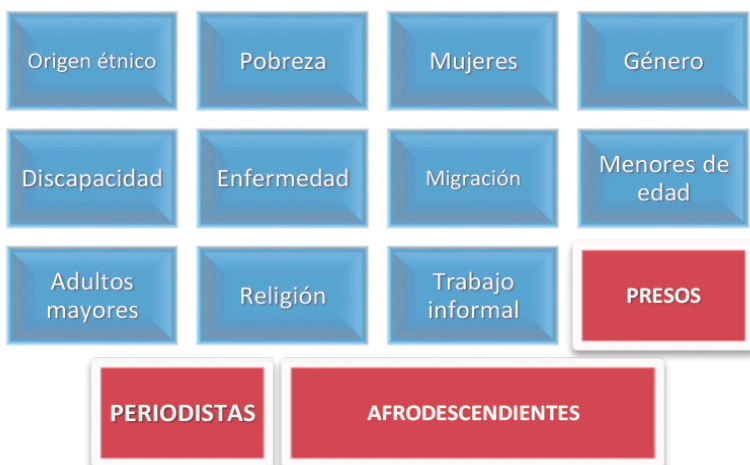 Origen étnico
Pobreza
Mujeres
Género
Discapacidad
Enfermedad
Migración
Menores de
edad
Adultos
mayores
Religión
Trabajo
informal
PRESOS
PERIODISTAS
AFRODESCENDIENTES